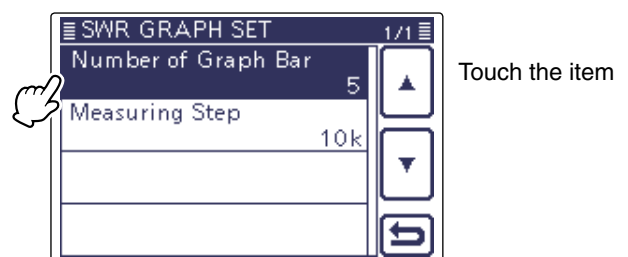 SWR GRAPH SET 1/1
Number of Graph Bar
5
Measuring Step
10k
Touch the item